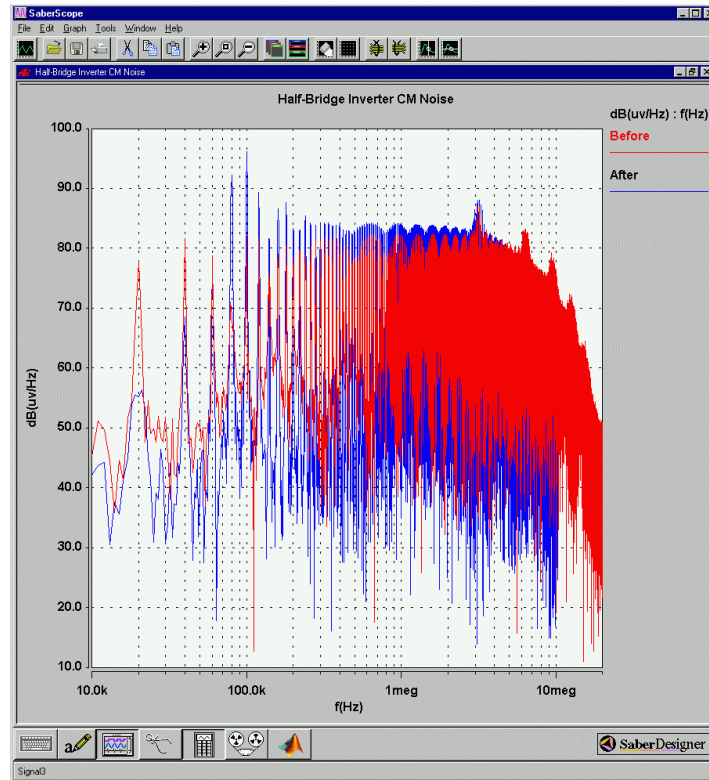 SaberScope
File Edit Graph Tools Window Help
Half-Bridge Inverter CM Noise
Half-Bridge Inverter CM Noise
dB(uv/Hz) : f(Hz)
Before
After
100.0
90.0
80.0
70.0
60.0
50.0
40.0
30.0
20.0
10.0
dB(uv/Hz)
10.0k 100.0k 1meg 10meg
f(Hz)
a
SaberDesigner
Signal3